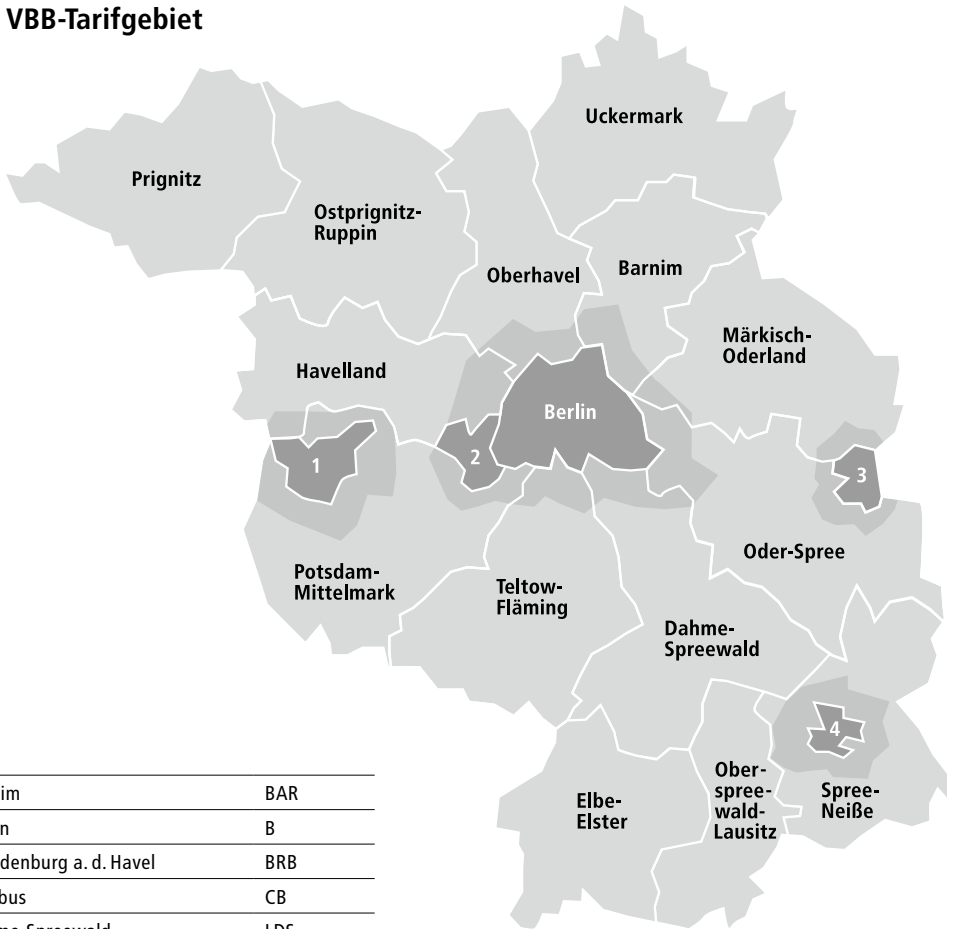 VBB-Tarifgebiet
Uckermark
Prignitz
Ostprignitz-
Ruppin
Oberhavel
Barnim
Märkisch-
Oderland
Havelland
Berlin
1
2
3
Oder-Spree
Potsdam-
Mittelmark
Teltow-
Fläming
Dahme-
Spreewald
4
Ober-
spree-
wald-
Lausitz
Spree-
Neiße
Elbe-
Elster
im BAR
n B
denburg a. d. Havel BRB
bus CB